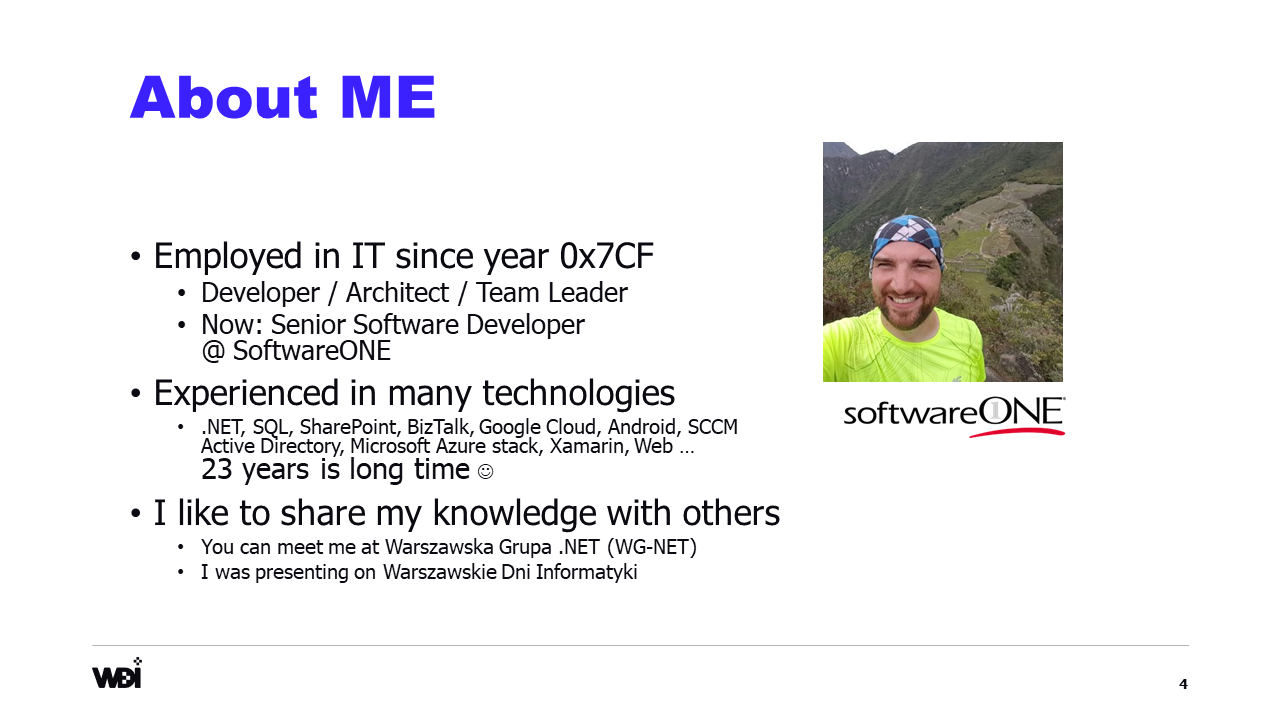 About ME
• Employed in IT since year 0x7CF
• Developer / Architect / Team Leader
• Now: Senior Software Developer
@ SoftwareONE
• Experienced in many technologies
• .NET, SQL, SharePoint, BizTalk, Google Cloud, Android, SCCM
Active Directory, Microsoft Azure stack, Xamarin, Web …
23 years is long time ☺
• I like to share my knowledge with others
• You can meet me at Warszawska Grupa .NET (WG-NET)
• I was presenting on Warszawskie Dni Informatyki
softwareONE®
WDI
4